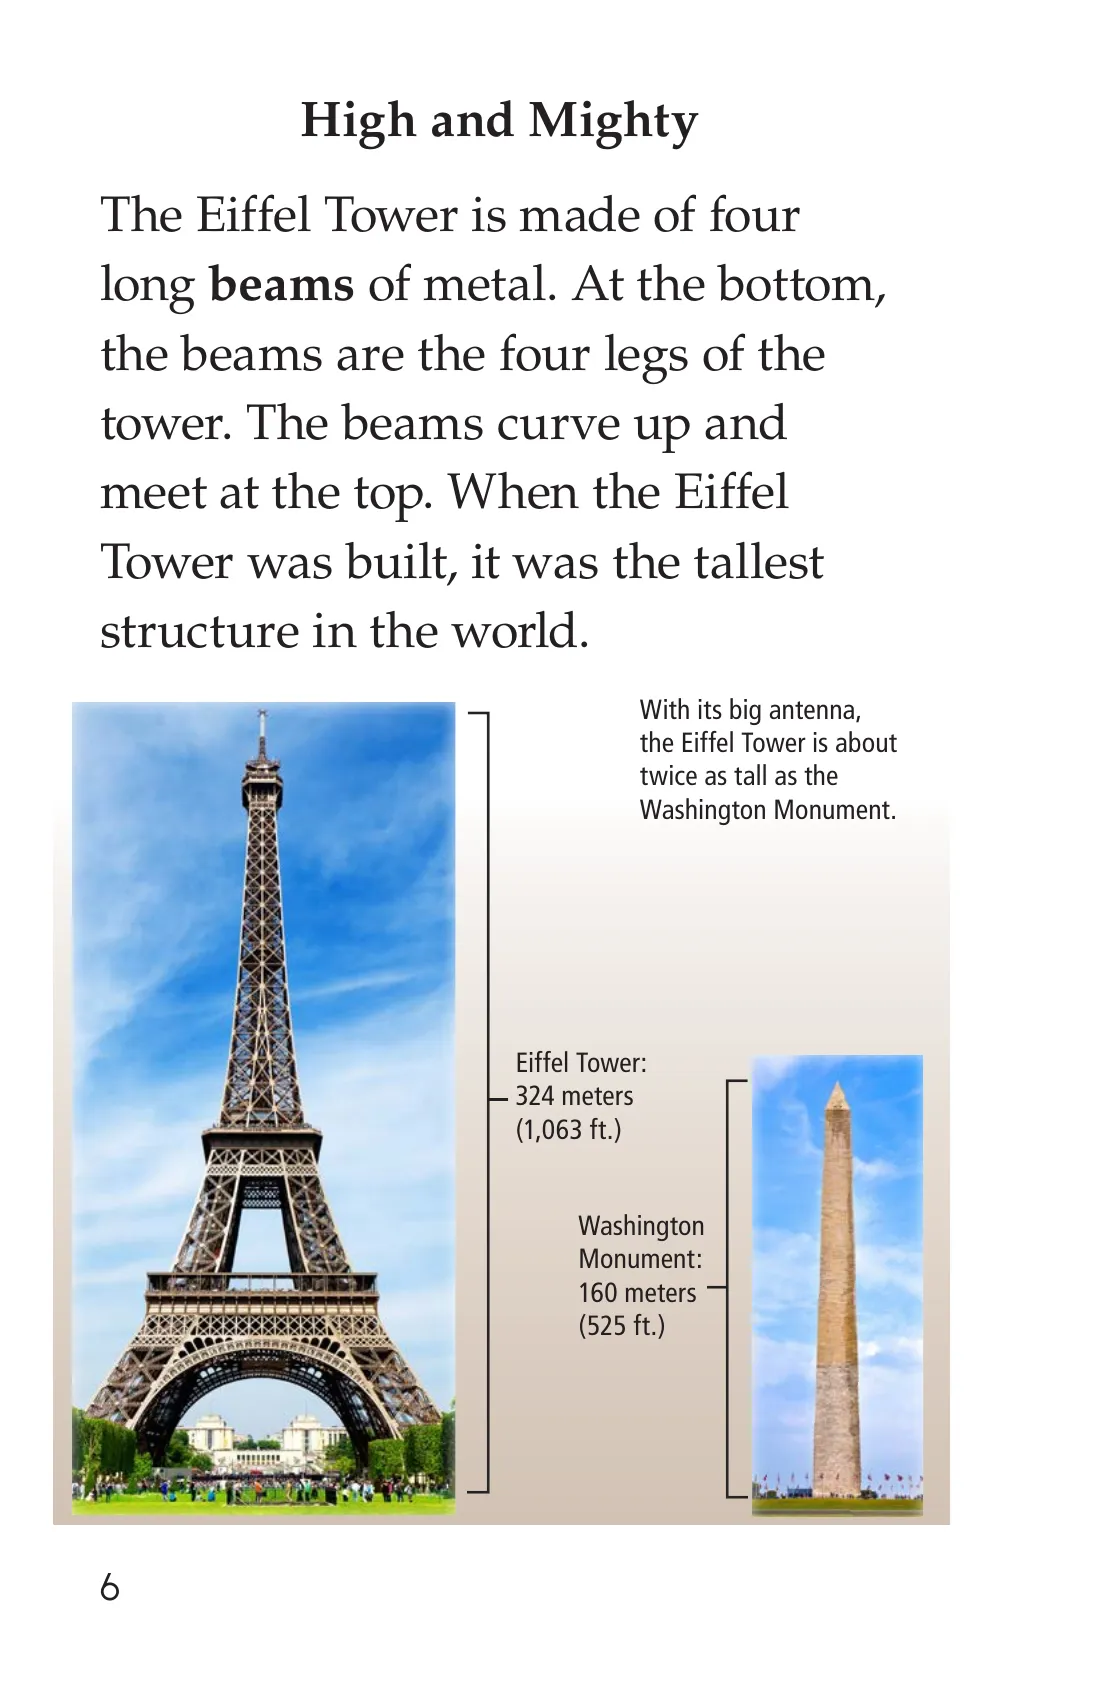 High and Mighty
The Eiffel Tower is made of four
long beams of metal. At the bottom,
the beams are the four legs of the
tower. The beams curve up and
meet at the top. When the Eiffel
Tower was built, it was the tallest
structure in the world.
With its big antenna,
the Eiffel Tower is about
twice as tall as the
Washington Monument.
Eiffel Tower:
324 meters
(1,063 ft.)
Washington
Monument:
160 meters
(525 ft.)
6